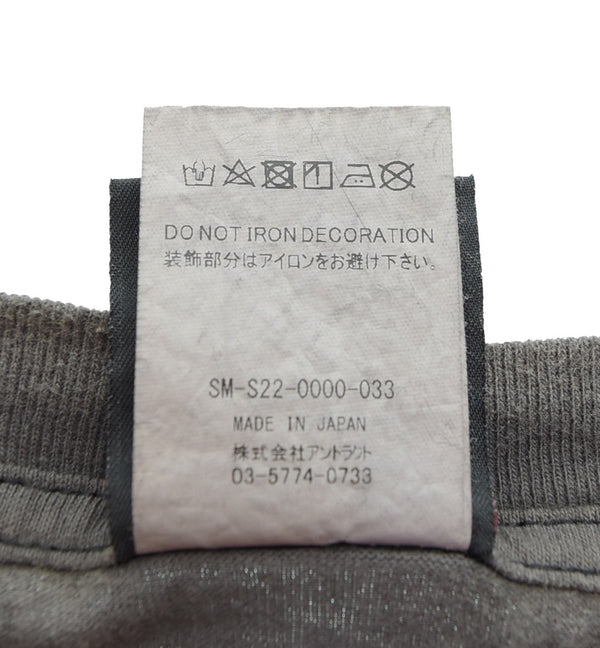 DO NOT IRON DECORATION
装飾部分はアイロンをお避け下さい。
SM-S22-0000-033
MADE IN JAPAN
株式会社アントラント
03-5774-0733